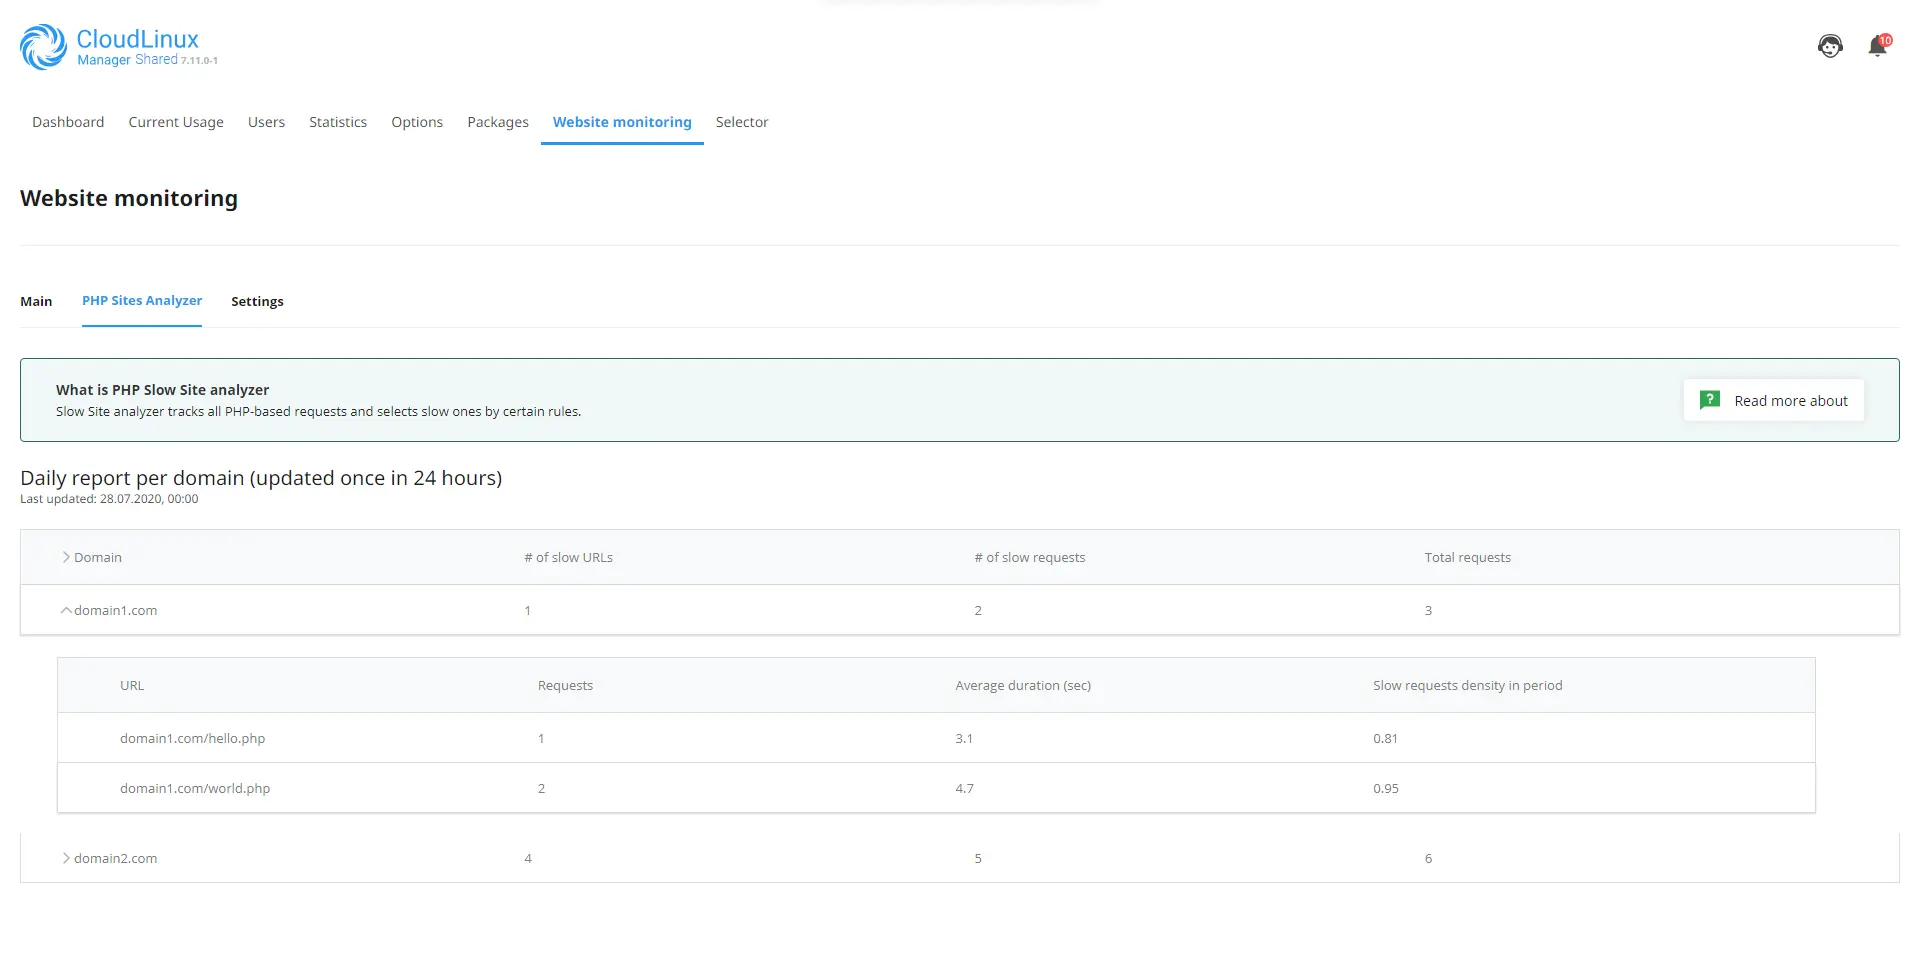 CloudLinux
Manager Shared 7.11.0-1
10
Dashboard Current Usage Users Statistics Options Packages Website monitoring Selector
Website monitoring
Main PHP Sites Analyzer Settings
What is PHP Slow Site analyzer
Slow Site analyzer tracks all PHP-based requests and selects slow ones by certain rules.
? Read more about
Daily report per domain (updated once in 24 hours)
Last updated: 28.07.2020, 00:00
Domain # of slow URLs # of slow requests Total requests
domain1.com 1 2 3
URL Requests Average duration (sec) Slow requests density in period
domain1.com/hello.php 1 3.1 0.81
domain1.com/world.php 2 4.7 0.95
domain2.com 4 5 6